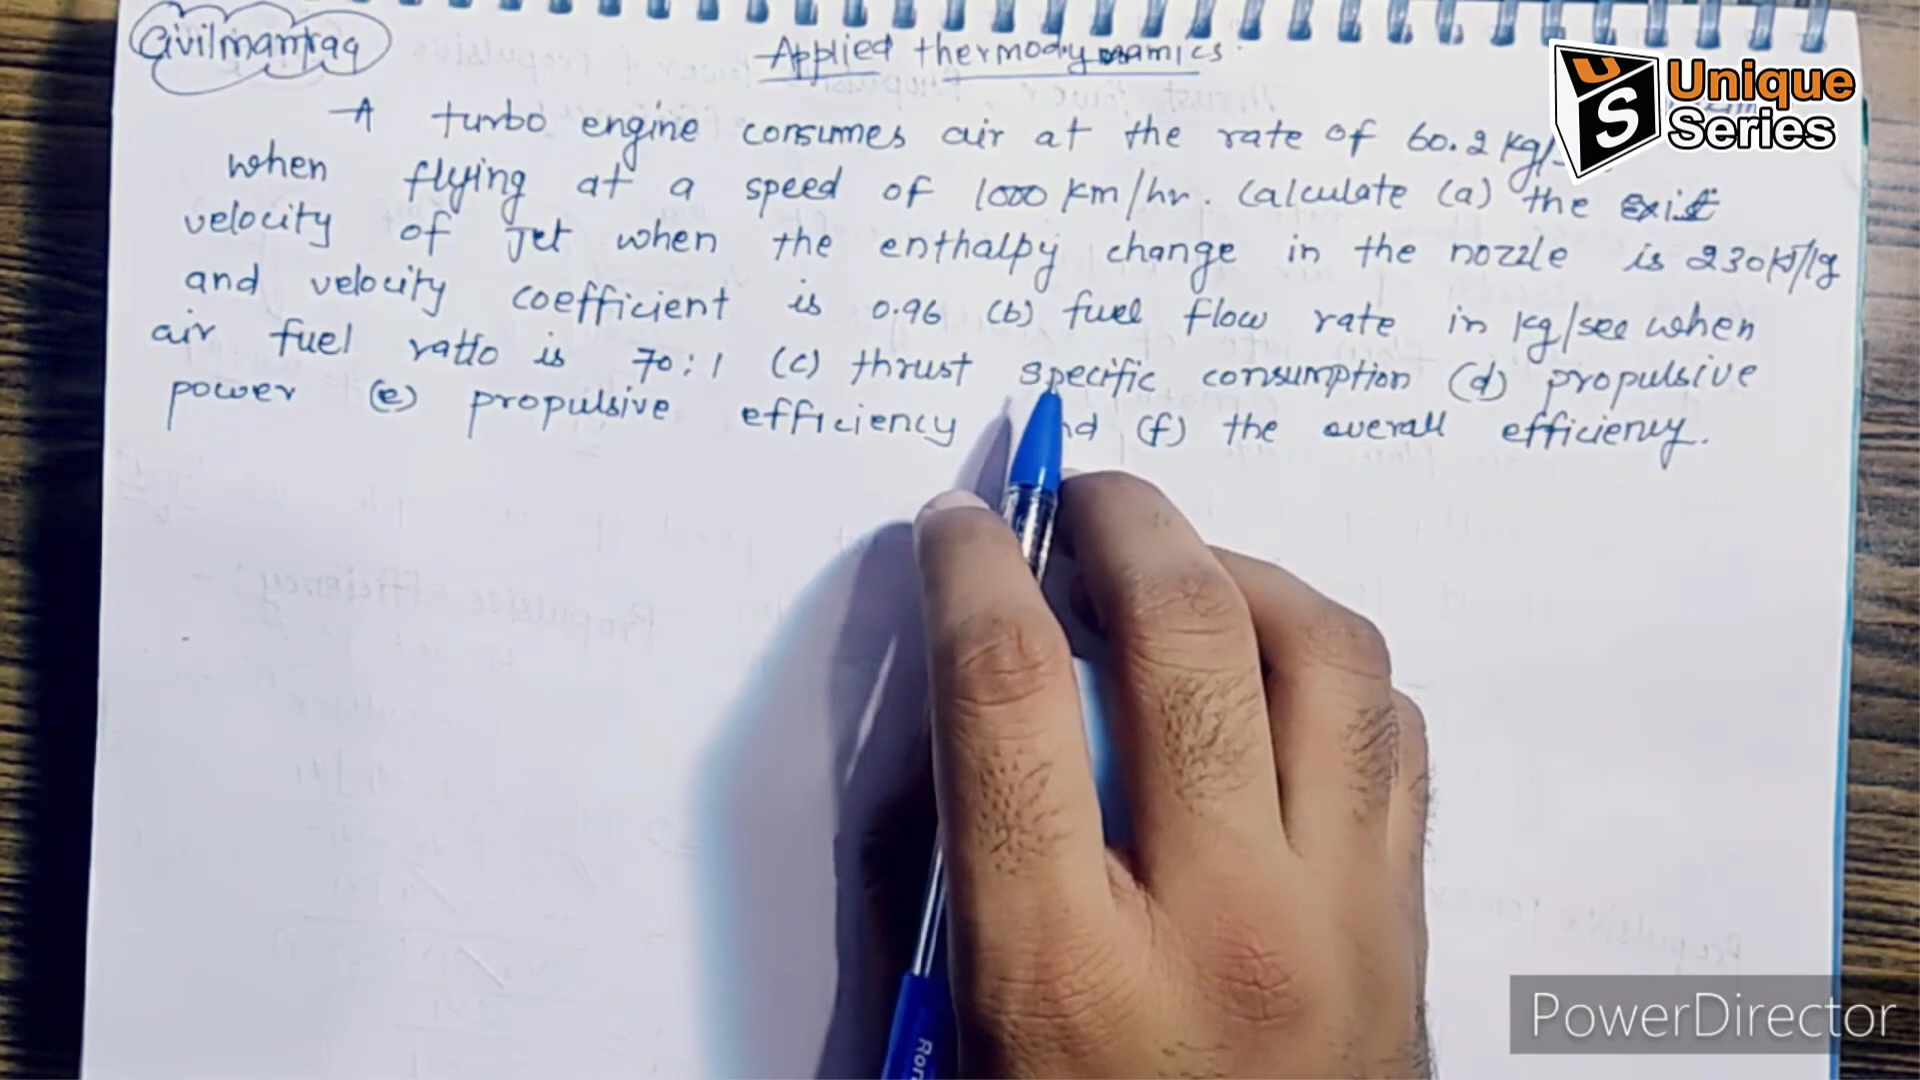 Civilmantraq
Applied thermodynamics
Unique
Series
US
A turbo engine consumes air at the rate of 60.2 kg/s
when flying at a speed of 1000 km/hr. Calculate (a) the exit
velocity of Jet when the enthalpy change in the nozzle is 230 kJ/kg
and velocity coefficient is 0.96 (b) fuel flow rate in kg/sec when
air fuel ratio is 70:1 (c) thrust specific consumption (d) propulsive
power (e) propulsive efficiency nd (f) the overall efficiency.
PowerDirector